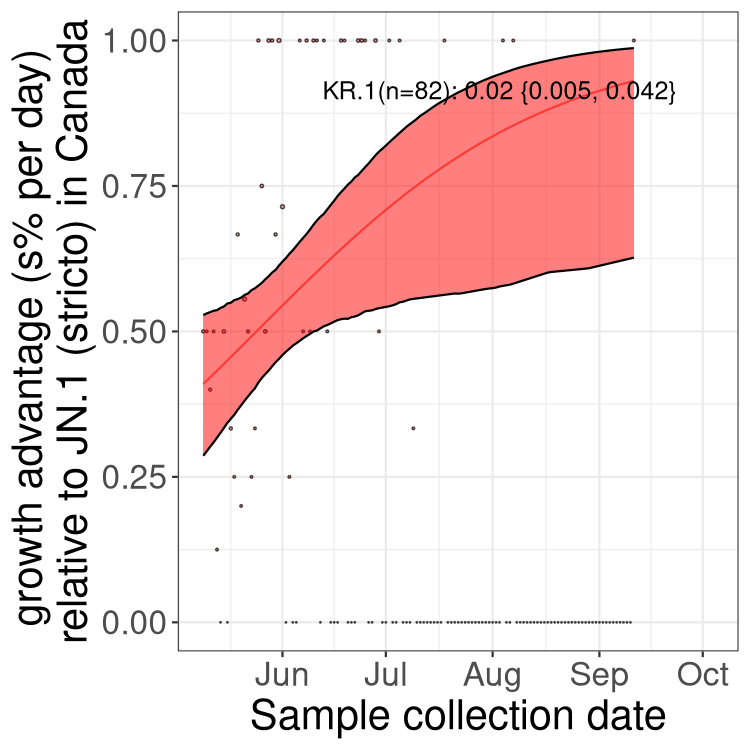 growth advantage (s% per day)
relative to JN.1 (stricto) in Canada
1.00
0.75
0.50
0.25
0.00
KR.1(n=82): 0.02 {0.005, 0.042}
Jun Jul Aug Sep Oct
Sample collection date